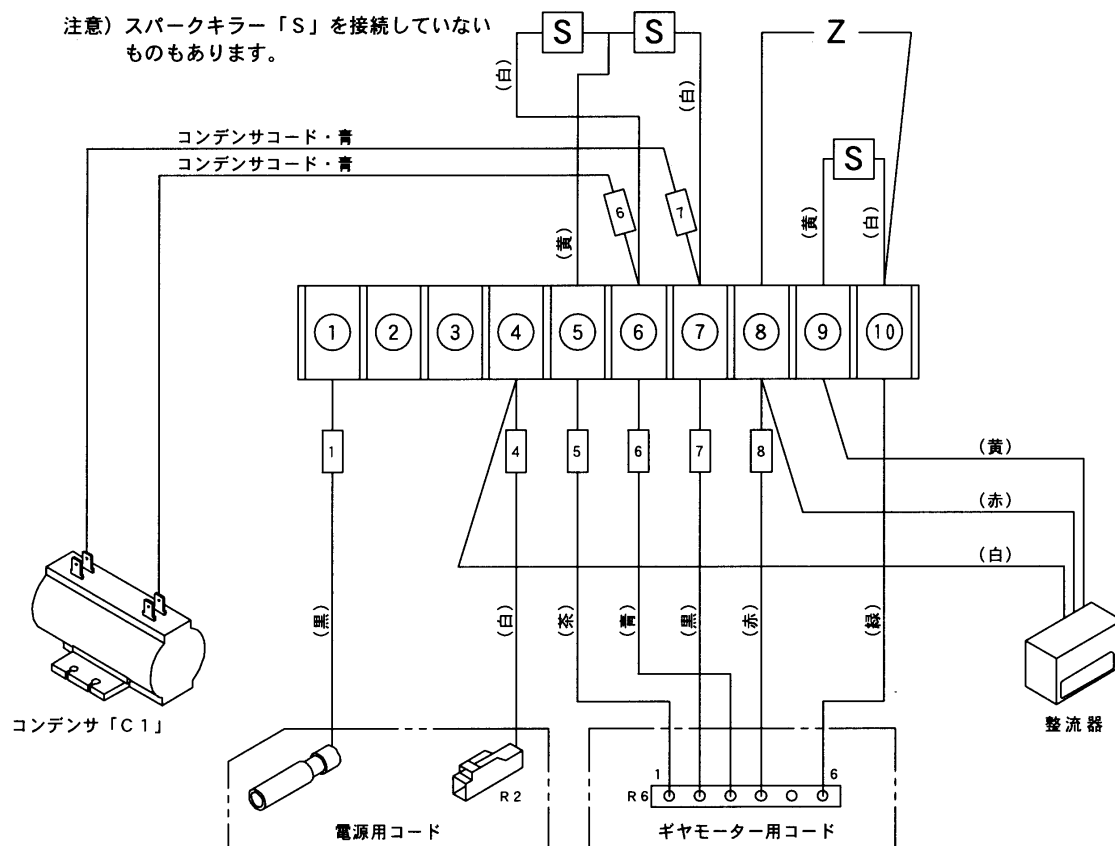 注意）スパークキラー「S」を接続していない
ものもあります。
S
S
Z
(白)
(白)
コンデンサコード・青
コンデンサコード・青
S
6
7
(黄)
(黄)
(白)
1
2
3
4
5
6
7
8
9
10
1
4
5
6
7
8
(黄)
(赤)
(白)
(黒)
(白)
(茶)
(青)
(黒)
(赤)
(緑)
コンデンサ「C1」
整流器
R2
1
6
R6
電源用コード
ギヤモーター用コード